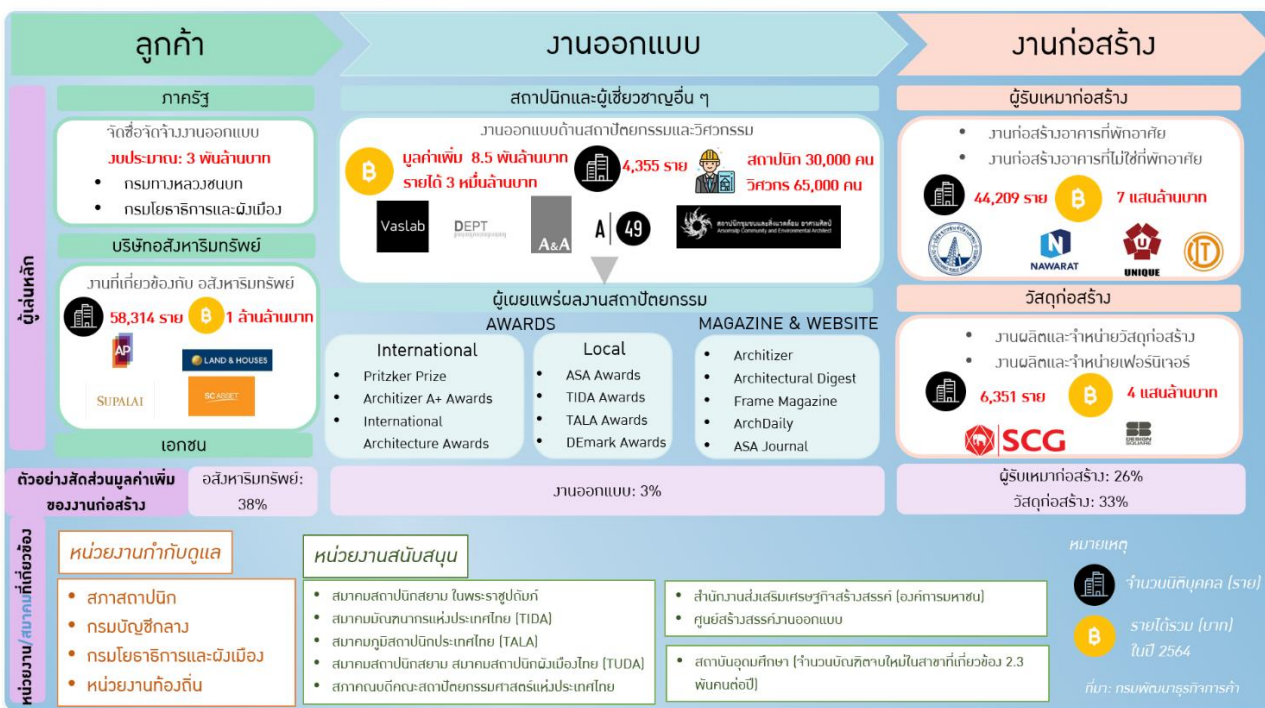 ลูกค้า
งานออกแบบ
งานก่อสร้าง
ผู้เล่นหลัก
ภาครัฐ
จัดซื้อจัดจ้างงานออกแบบ
งบประมาณ: 3 พันล้านบาท
• กรมทางหลวงชนบท
• กรมโยธาธิการและผังเมือง
บริษัทอสังหาริมทรัพย์
งานที่เกี่ยวข้องกับ อสังหาริมทรัพย์
58,314 ราย
฿
1 ล้านล้านบาท
AP
LAND & HOUSES
SUPALAI
SC ASSET
เอกชน
สถาปนิกและผู้เชี่ยวชาญอื่น ๆ
งานออกแบบด้านสถาปัตยกรรมและวิศวกรรม
฿
มูลค่าเพิ่ม 8.5 พันล้านบาท
รายได้ 3 หมื่นล้านบาท
4,355 ราย
สถาปนิก 30,000 คน
วิศวกร 65,000 คน
Vaslab
DEPT
A&A
A | 49
สถาปนิกชุมชนและสิ่งแวดล้อม อาศรมศิลป์
Arsomsilp Community and Environmental Architect
ผู้เผยแพร่ผลงานสถาปัตยกรรม
AWARDS
International
• Pritzker Prize
• Architizer A+ Awards
• International
Architecture Awards
Local
• ASA Awards
• TIDA Awards
• TALA Awards
• DEmark Awards
MAGAZINE & WEBSITE
• Architizer
• Architectural Digest
• Frame Magazine
• ArchDaily
• ASA Journal
ผู้รับเหมาก่อสร้าง
• งานก่อสร้างอาคารที่พักอาศัย
• งานก่อสร้างอาคารที่ไม่ใช่ที่พักอาศัย
44,209 ราย
฿
7 แสนล้านบาท
NAWARAT
UNIQUE
วัสดุก่อสร้าง
• งานผลิตและจำหน่ายวัสดุก่อสร้าง
• งานผลิตและจำหน่ายเฟอร์นิเจอร์
6,351 ราย
฿
4 แสนล้านบาท
SCG
DESIGN
SQUARE
ตัวอย่างสัดส่วนมูลค่าเพิ่ม
ของงานก่อสร้าง
อสังหาริมทรัพย์:
38%
งานออกแบบ: 3%
ผู้รับเหมาก่อสร้าง: 26%
วัสดุก่อสร้าง: 33%
หน่วยงาน/สมาคมที่เกี่ยวข้อง
หน่วยงานกำกับดูแล
• สภาสถาปนิก
• กรมบัญชีกลาง
• กรมโยธาธิการและผังเมือง
• หน่วยงานท้องถิ่น
หน่วยงานสนับสนุน
• สมาคมสถาปนิกสยาม ในพระราชูปถัมภ์
• สมาคมมัณฑนากรแห่งประเทศไทย (TIDA)
• สมาคมภูมิสถาปนิกประเทศไทย (TALA)
• สมาคมสถาปนิกสยาม สมาคมสถาปนิกผังเมืองไทย (TUDA)
• สภาคณบดีคณะสถาปัตยกรรมศาสตร์แห่งประเทศไทย
• สำนักงานส่งเสริมเศรษฐกิจสร้างสรรค์ (องค์การมหาชน)
• ศูนย์สร้างสรรค์งานออกแบบ
• สถาบันอุดมศึกษา (จำนวนบัณฑิตจบใหม่ในสาขาที่เกี่ยวข้อง 2.3
พันคนต่อปี)
หมายเหตุ
จำนวนนิติบุคคล (ราย)
฿
รายได้รวม (บาท)
ในปี 2564
ที่มา: กรมพัฒนาธุรกิจการค้า